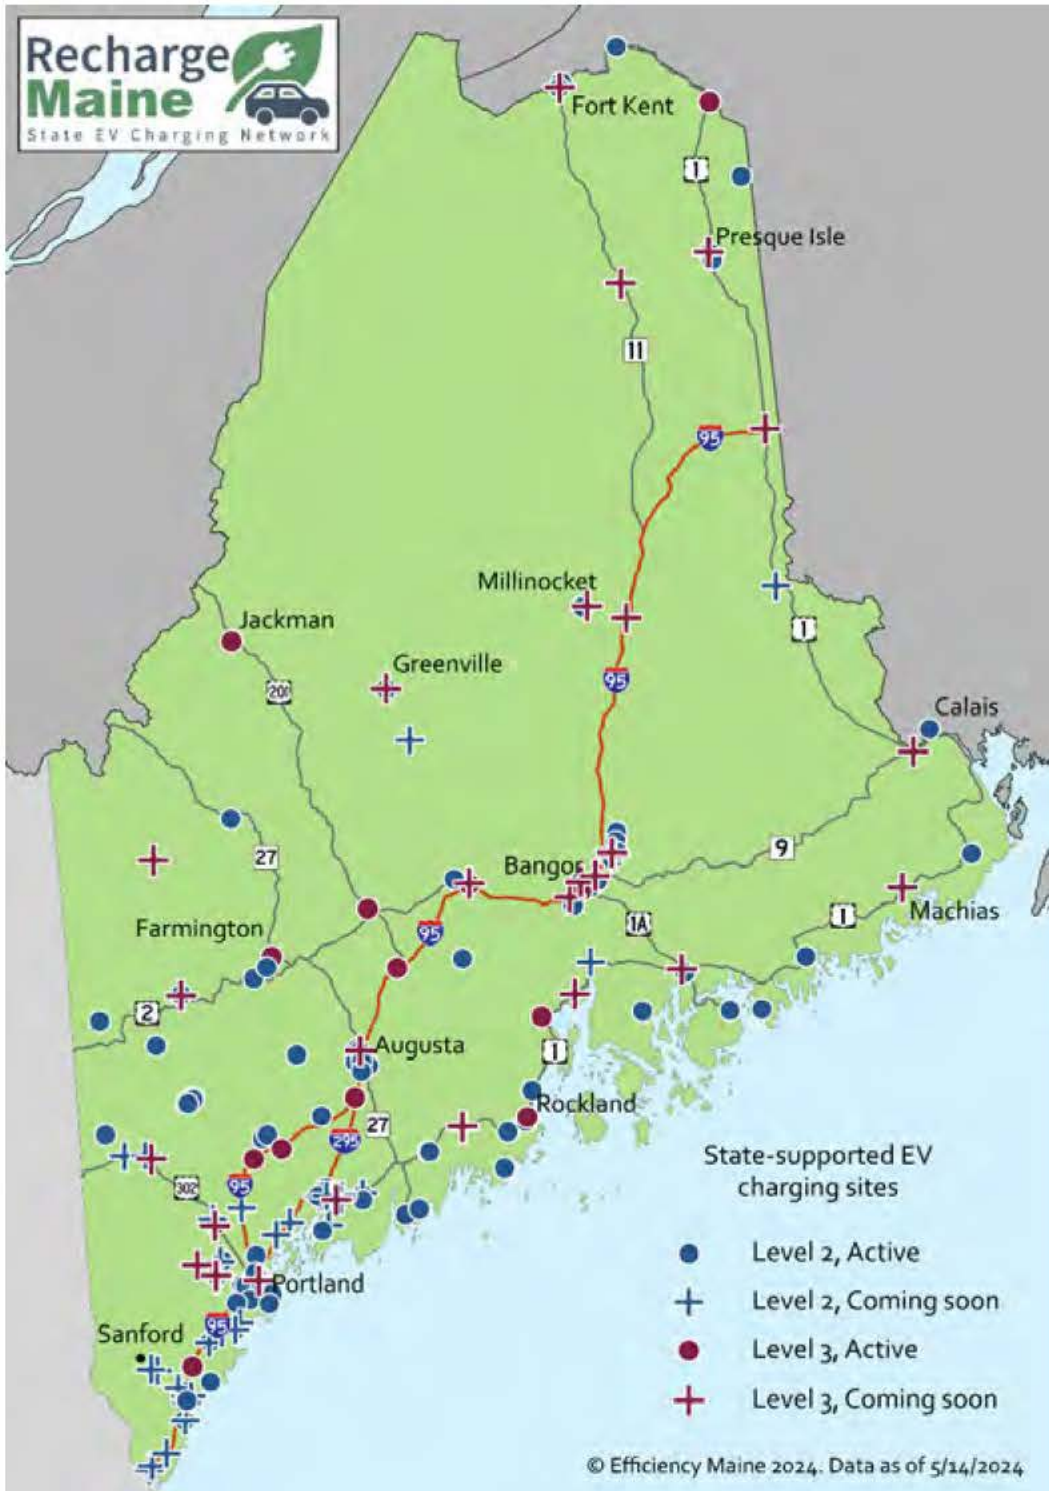 Recharge
Maine
State EV Charging Network
Fort Kent
1
Presque Isle
11
95
Millinocket
1
Jackman
Greenville
95
201
Calais
27
9
Bangor
1A
1
Machias
Farmington
95
2
Augusta
1
27
Rockland
295
State-supported EV
charging sites
95
302
Level 2, Active
Portland
Level 2, Coming soon
95
Sanford
Level 3, Active
Level 3, Coming soon
© Efficiency Maine 2024. Data as of 5/14/2024